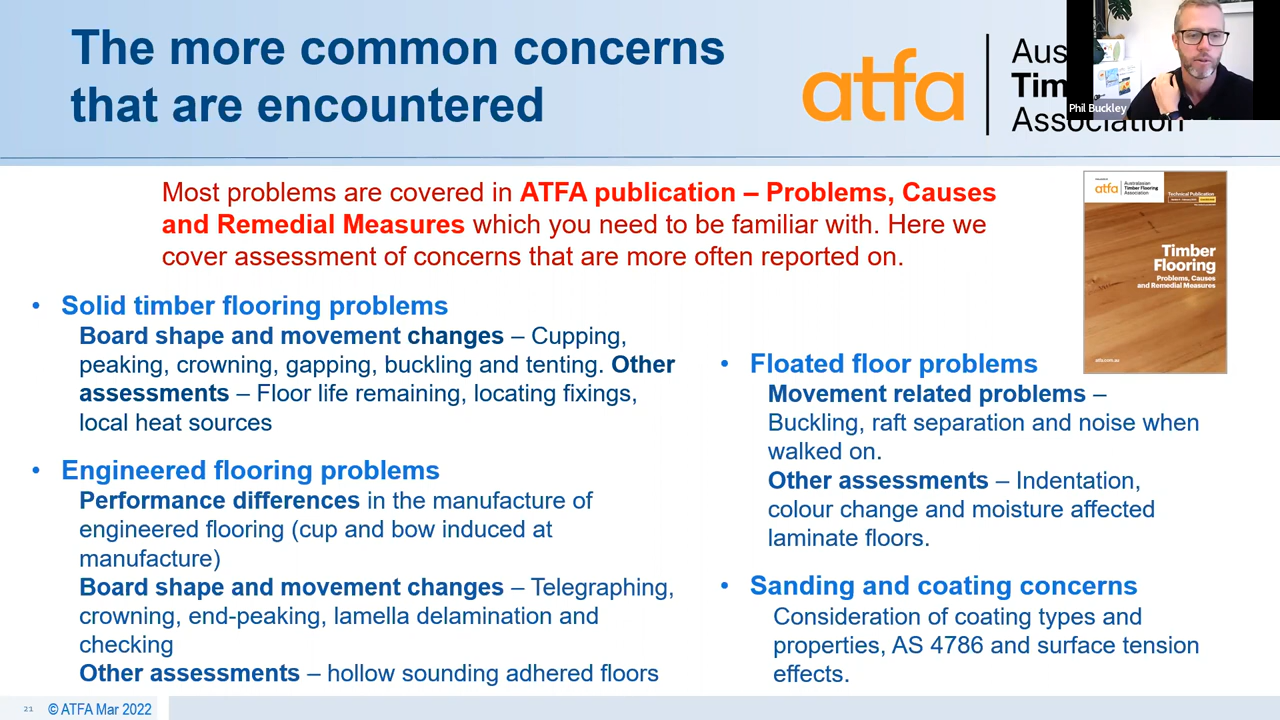 The more common concerns
that are encountered
atfa
Association
Phil Buckley
Most problems are covered in ATFA publication – Problems, Causes
and Remedial Measures which you need to be familiar with. Here we
cover assessment of concerns that are more often reported on.
atfa
Australasian
Timber Flooring
Association
Technical Publication
Timber
Flooring
Problems, Causes
and Remedial Measures
atfa.com.au
• Solid timber flooring problems
Board shape and movement changes – Cupping,
peaking, crowning, gapping, buckling and tenting. Other
assessments – Floor life remaining, locating fixings,
local heat sources
• Engineered flooring problems
Performance differences in the manufacture of
engineered flooring (cup and bow induced at
manufacture)
Board shape and movement changes – Telegraphing,
crowning, end-peaking, lamella delamination and
checking
Other assessments – hollow sounding adhered floors
• Floated floor problems
Movement related problems –
Buckling, raft separation and noise when
walked on.
Other assessments – Indentation,
colour change and moisture affected
laminate floors.
• Sanding and coating concerns
Consideration of coating types and
properties, AS 4786 and surface tension
effects.
21
© ATFA Mar 2022